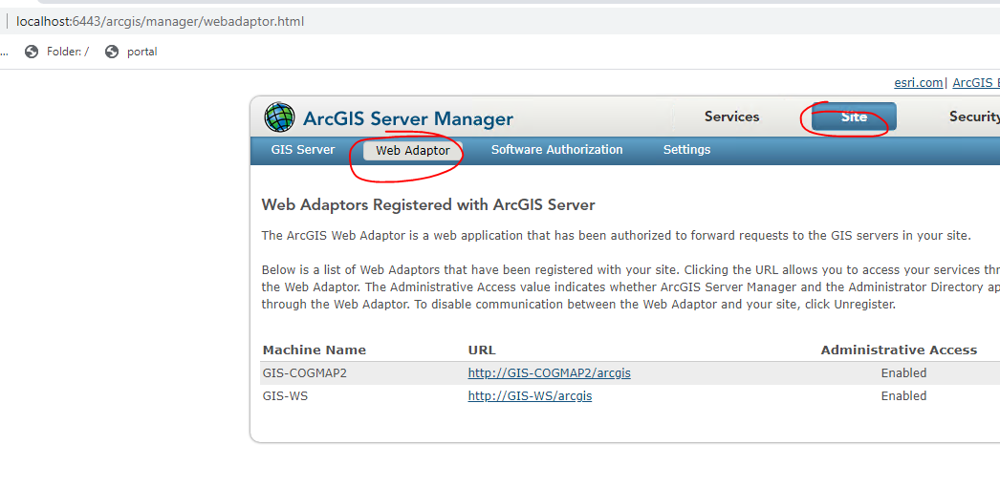 localhost:6443/arcgis/manager/webadaptor.html
... Folder: / portal
esri.com | ArcGIS
ArcGIS Server Manager Services Site Security
GIS Server Web Adaptor Software Authorization Settings
Web Adaptors Registered with ArcGIS Server
The ArcGIS Web Adaptor is a web application that has been authorized to forward requests to the GIS servers in your site.
Below is a list of Web Adaptors that have been registered with your site. Clicking the URL allows you to access your services
the Web Adaptor. The Administrative Access value indicates whether ArcGIS Server Manager and the Administrator Directory
through the Web Adaptor. To disable communication between the Web Adaptor and your site, click Unregister.
Machine Name URL Administrative Access
GIS-COGMAP2 http://GIS-COGMAP2/arcgis Enabled
GIS-WS http://GIS-WS/arcgis Enabled